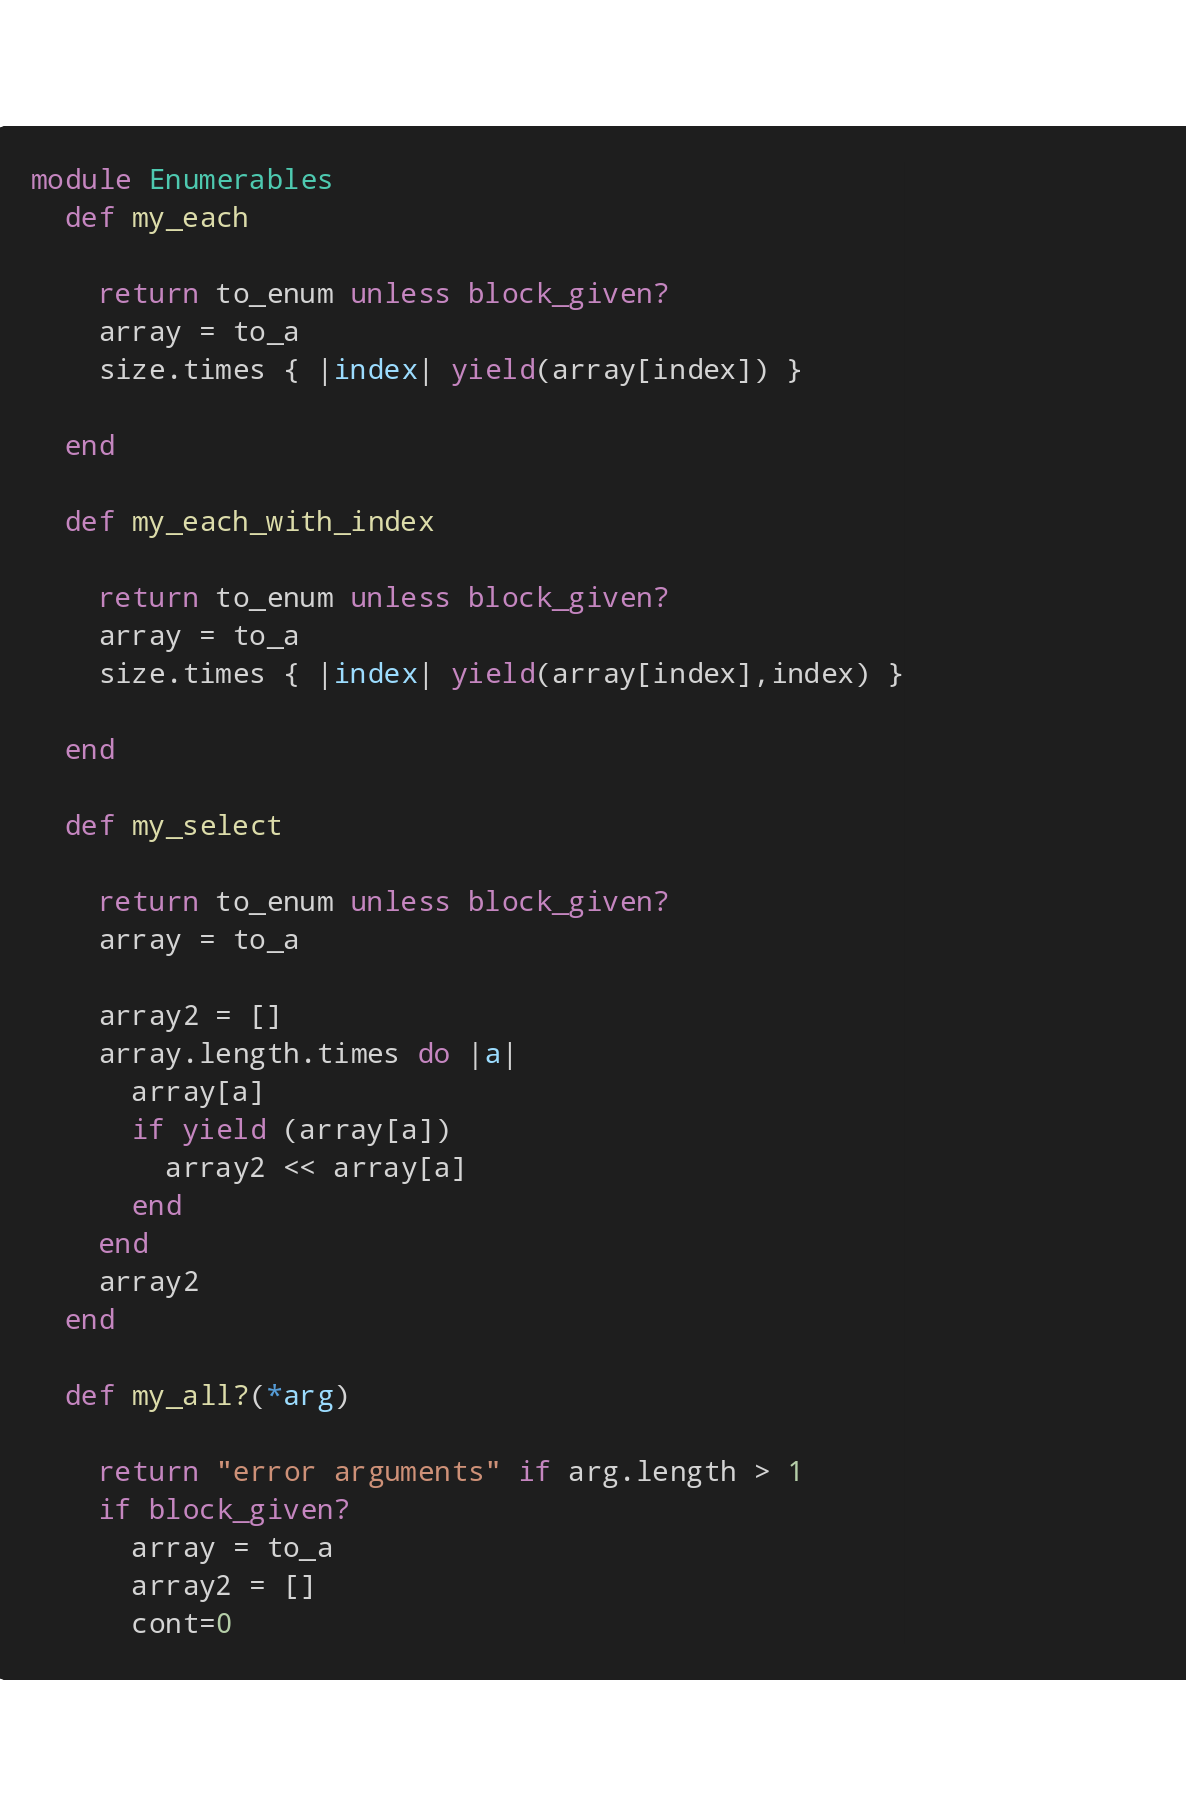 module Enumerables
  def my_each

    return to_enum unless block_given?
    array = to_a
    size.times { |index| yield(array[index]) }

  end

  def my_each_with_index

    return to_enum unless block_given?
    array = to_a
    size.times { |index| yield(array[index],index) }

  end

  def my_select

    return to_enum unless block_given?
    array = to_a

    array2 = []
    array.length.times do |a|
      array[a]
      if yield (array[a])
        array2 << array[a]
      end
    end
    array2
  end

  def my_all?(*arg)

    return "error arguments" if arg.length > 1
    if block_given?
      array = to_a
      array2 = []
      cont=0